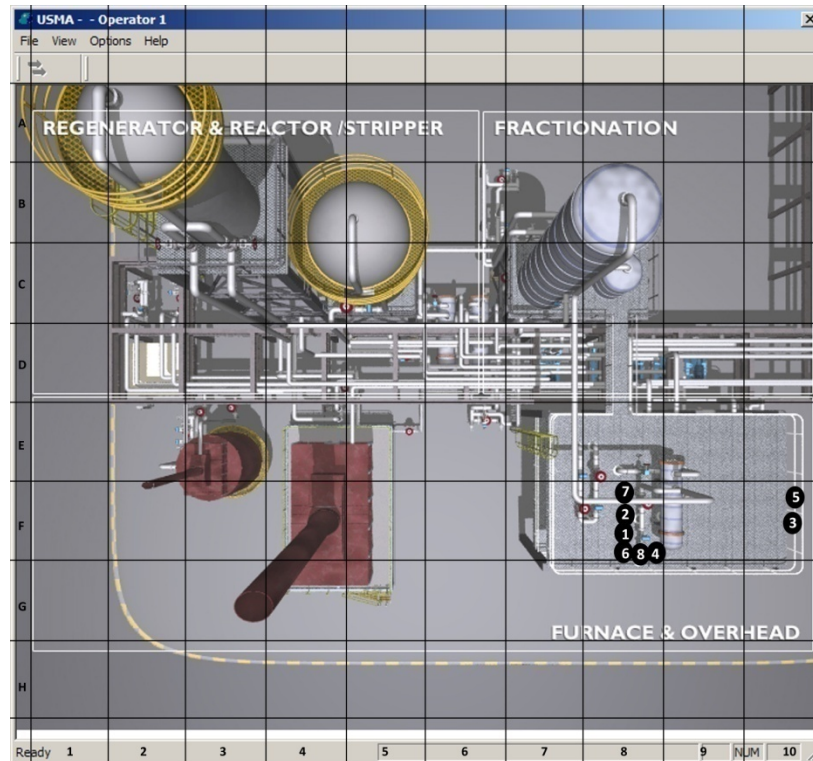 USMA - - Operator 1
File View Options Help
A
REGENERATOR & REACTOR /STRIPPER FRACTIONATION
B
C
D
E
7 5
F
2 3
1
6 8 4
G
FURNACE & OVERHEAD
H
Ready 1 2 3 4 5 6 7 8 9 NUM 10